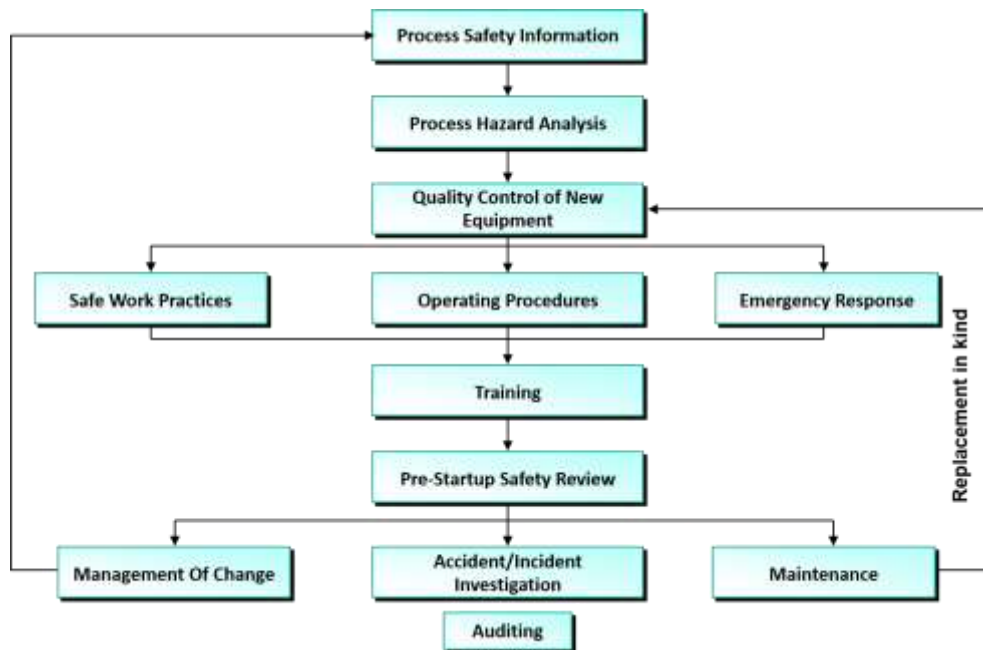 Process Safety Information
Process Hazard Analysis
Quality Control of New
Equipment
Safe Work Practices
Operating Procedures
Emergency Response
Training
Replacement in kind
Pre-Startup Safety Review
Management Of Change
Accident/Incident
Investigation
Maintenance
Auditing